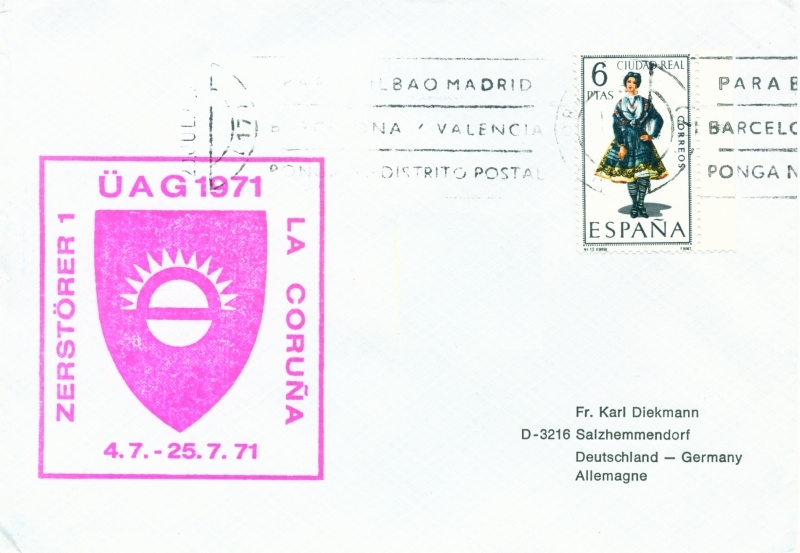 BILBAO MADRID
VALENCIA
DISTRITO POSTAL
17
6
PTAS
CIUDAD REAL
CORREOS
ESPAÑA
PARA B
BARCELO
PONGA N
ÜAG 1971
ZERSTÖRER 1
LA CORUÑA
4.7. - 25.7.71
Fr. Karl Diekmann
D-3216 Salzhemmendorf
Deutschland — Germany
Allemagne